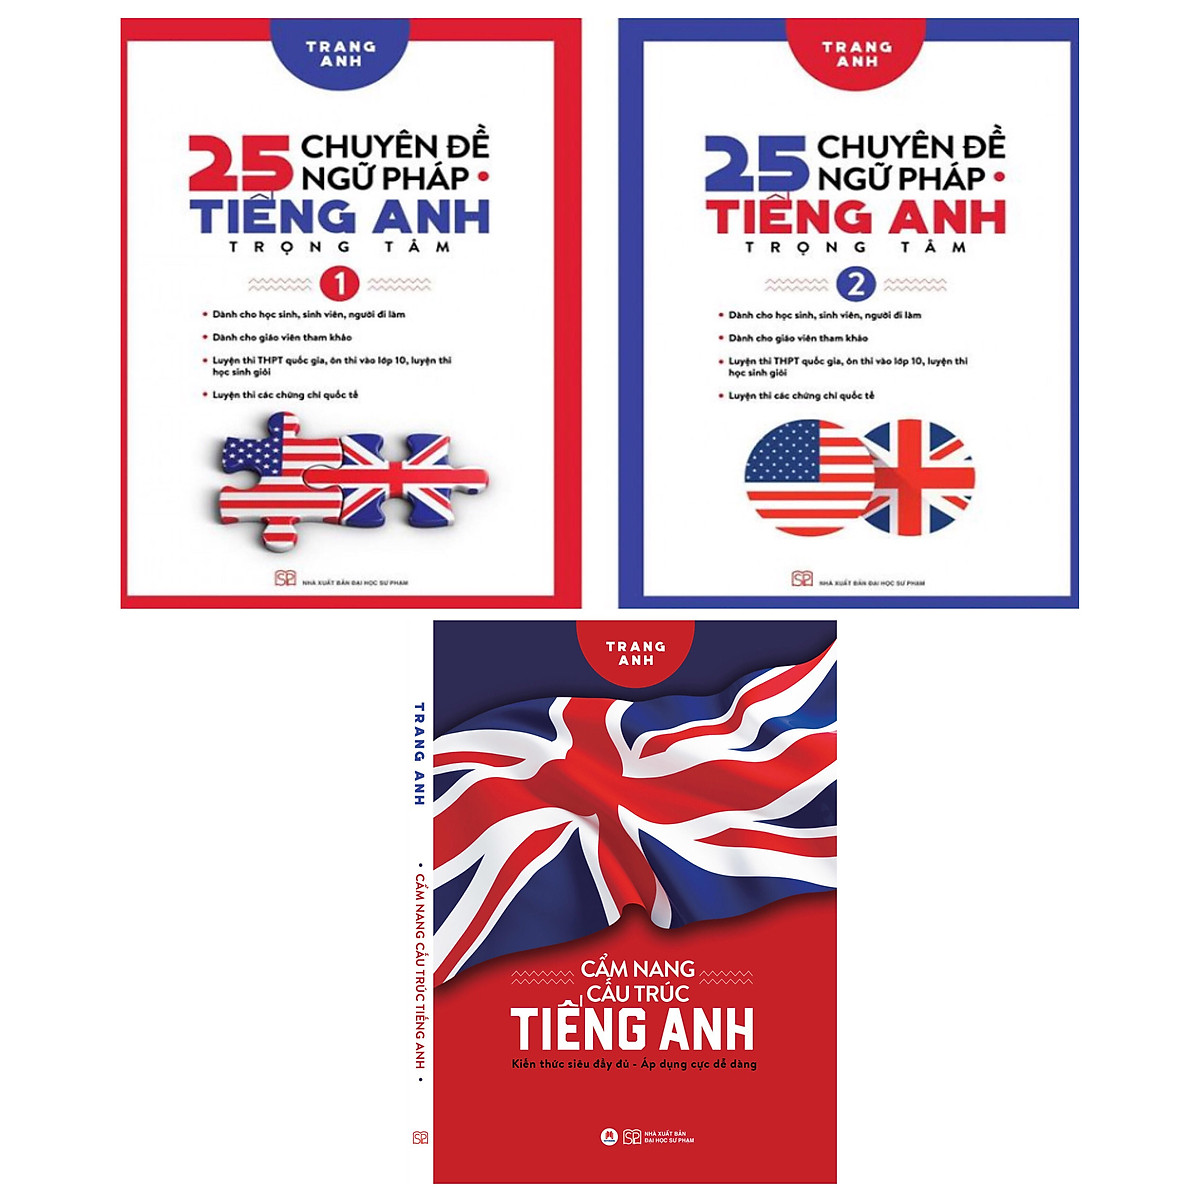 TRANG
ANH
25 CHUYÊN ĐỀ
NGỮ PHÁP •
TIẾNG ANH
TRỌNG TÂM
1
• Dành cho học sinh, sinh viên, người đi làm
• Dành cho giáo viên tham khảo
• Luyện thi THPT quốc gia, ôn thi vào lớp 10, luyện thi
học sinh giỏi
• Luyện thi các chứng chỉ quốc tế
SP NHÀ XUẤT BẢN ĐẠI HỌC SƯ PHẠM
TRANG
ANH
25 CHUYÊN ĐỀ
NGỮ PHÁP •
TIẾNG ANH
TRỌNG TÂM
2
• Dành cho học sinh, sinh viên, người đi làm
• Dành cho giáo viên tham khảo
• Luyện thi THPT quốc gia, ôn thi vào lớp 10, luyện thi
học sinh giỏi
• Luyện thi các chứng chỉ quốc tế
SP NHÀ XUẤT BẢN ĐẠI HỌC SƯ PHẠM
TRANG ANH
• CẨM NANG CẤU TRÚC TIẾNG ANH •
SP
TRANG
ANH
CẨM NANG
CẤU TRÚC
TIẾNG ANH
Kiến thức siêu đầy đủ - Áp dụng cực dễ dàng
SP NHÀ XUẤT BẢN
ĐẠI HỌC SƯ PHẠM